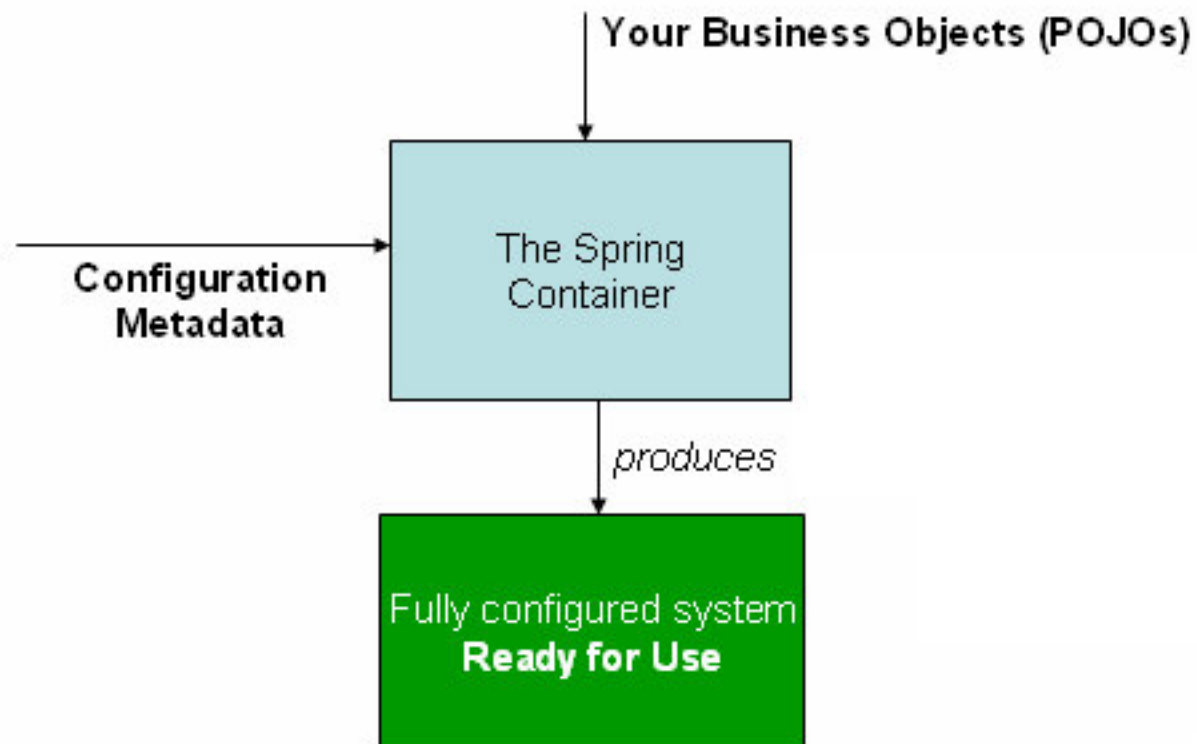 Your Business Objects (POJOs)
The Spring
Container
Configuration
Metadata
produces
Fully configured system
Ready for Use